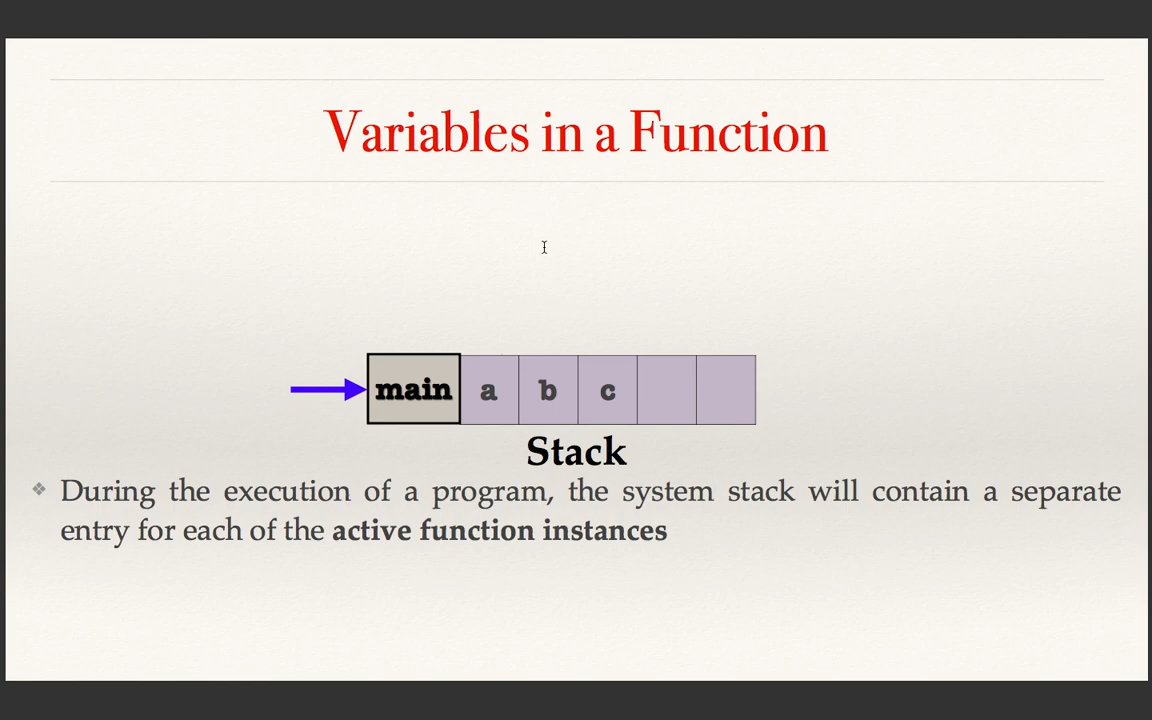 Variables in a Function
main a b c
Stack
During the execution of a program, the system stack will contain a separate
entry for each of the active function instances